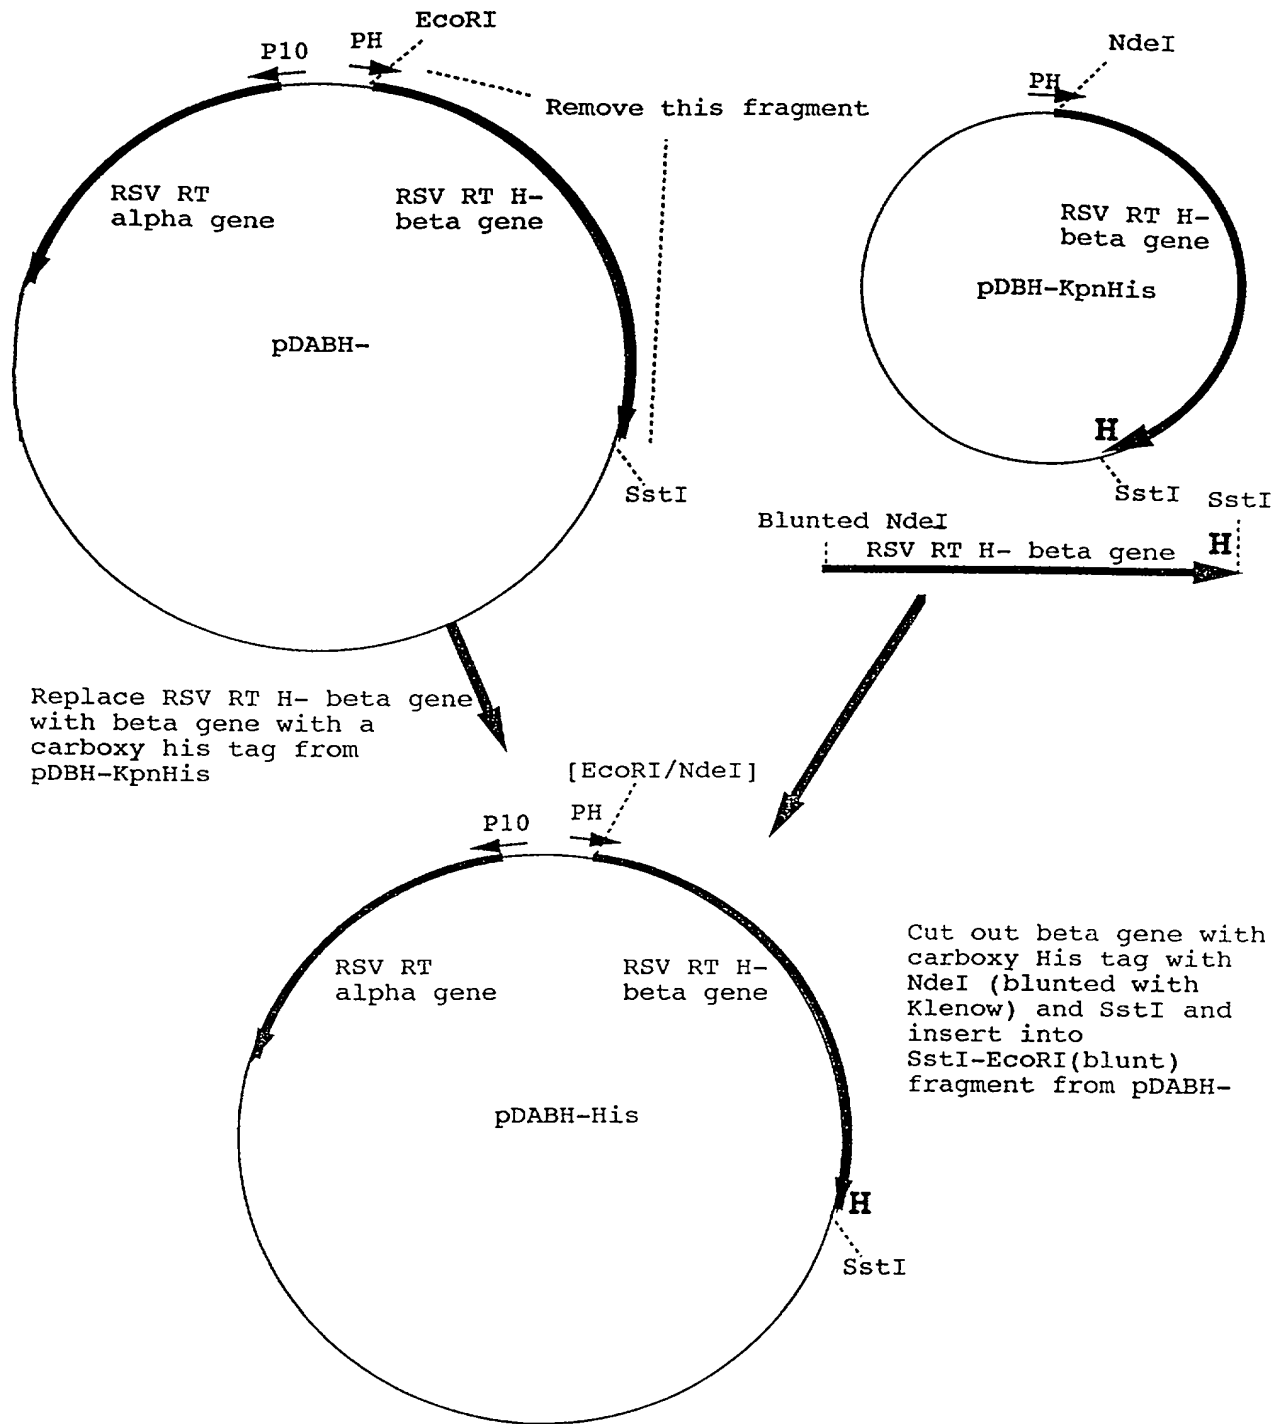 EcoRI
P10
PH
Remove this fragment
RSV RT
alpha gene
RSV RT H-
beta gene
pDABH-
SstI
NdeI
PH
RSV RT H-
beta gene
pDBH-KpnHis
H
SstI
SstI
Blunted NdeI
RSV RT H- beta gene
H
Replace RSV RT H- beta gene
with beta gene with a
carboxy his tag from
pDBH-KpnHis
[EcoRI/NdeI]
P10
PH
RSV RT
alpha gene
RSV RT H-
beta gene
pDABH-His
H
SstI
Cut out beta gene with
carboxy His tag with
NdeI (blunted with
Klenow) and SstI and
insert into
SstI-EcoRI(blunt)
fragment from pDABH-